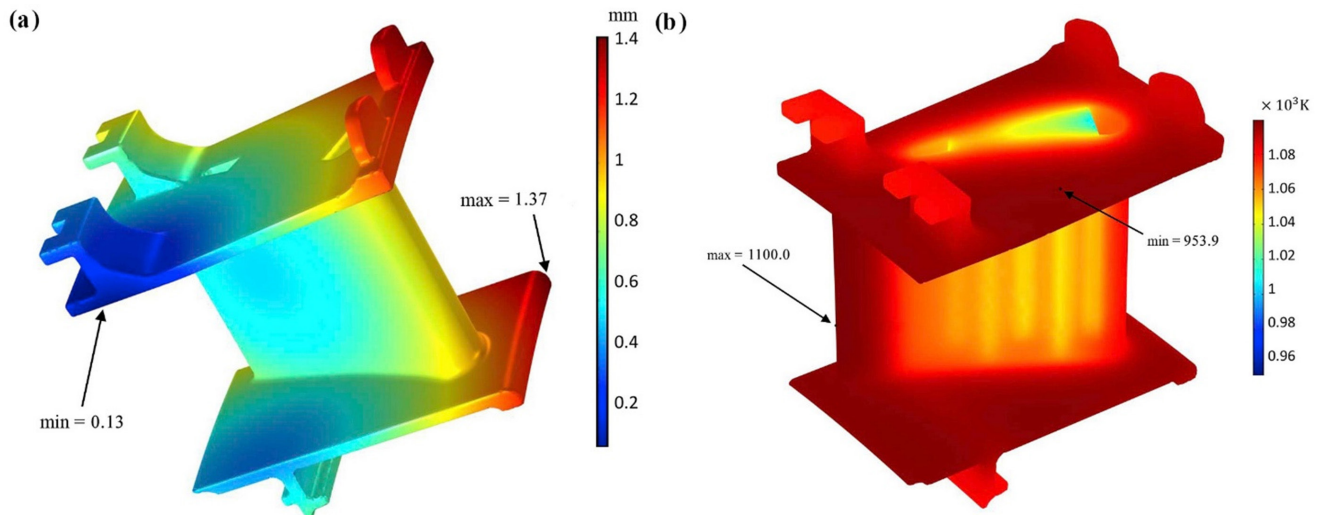 (a)
mm
1.4
1.2
1
0.8
0.6
0.4
0.2
max = 1.37
min = 0.13
(b)
× 10³K
1.08
1.06
1.04
1.02
1
0.98
0.96
max = 1100.0
min = 953.9